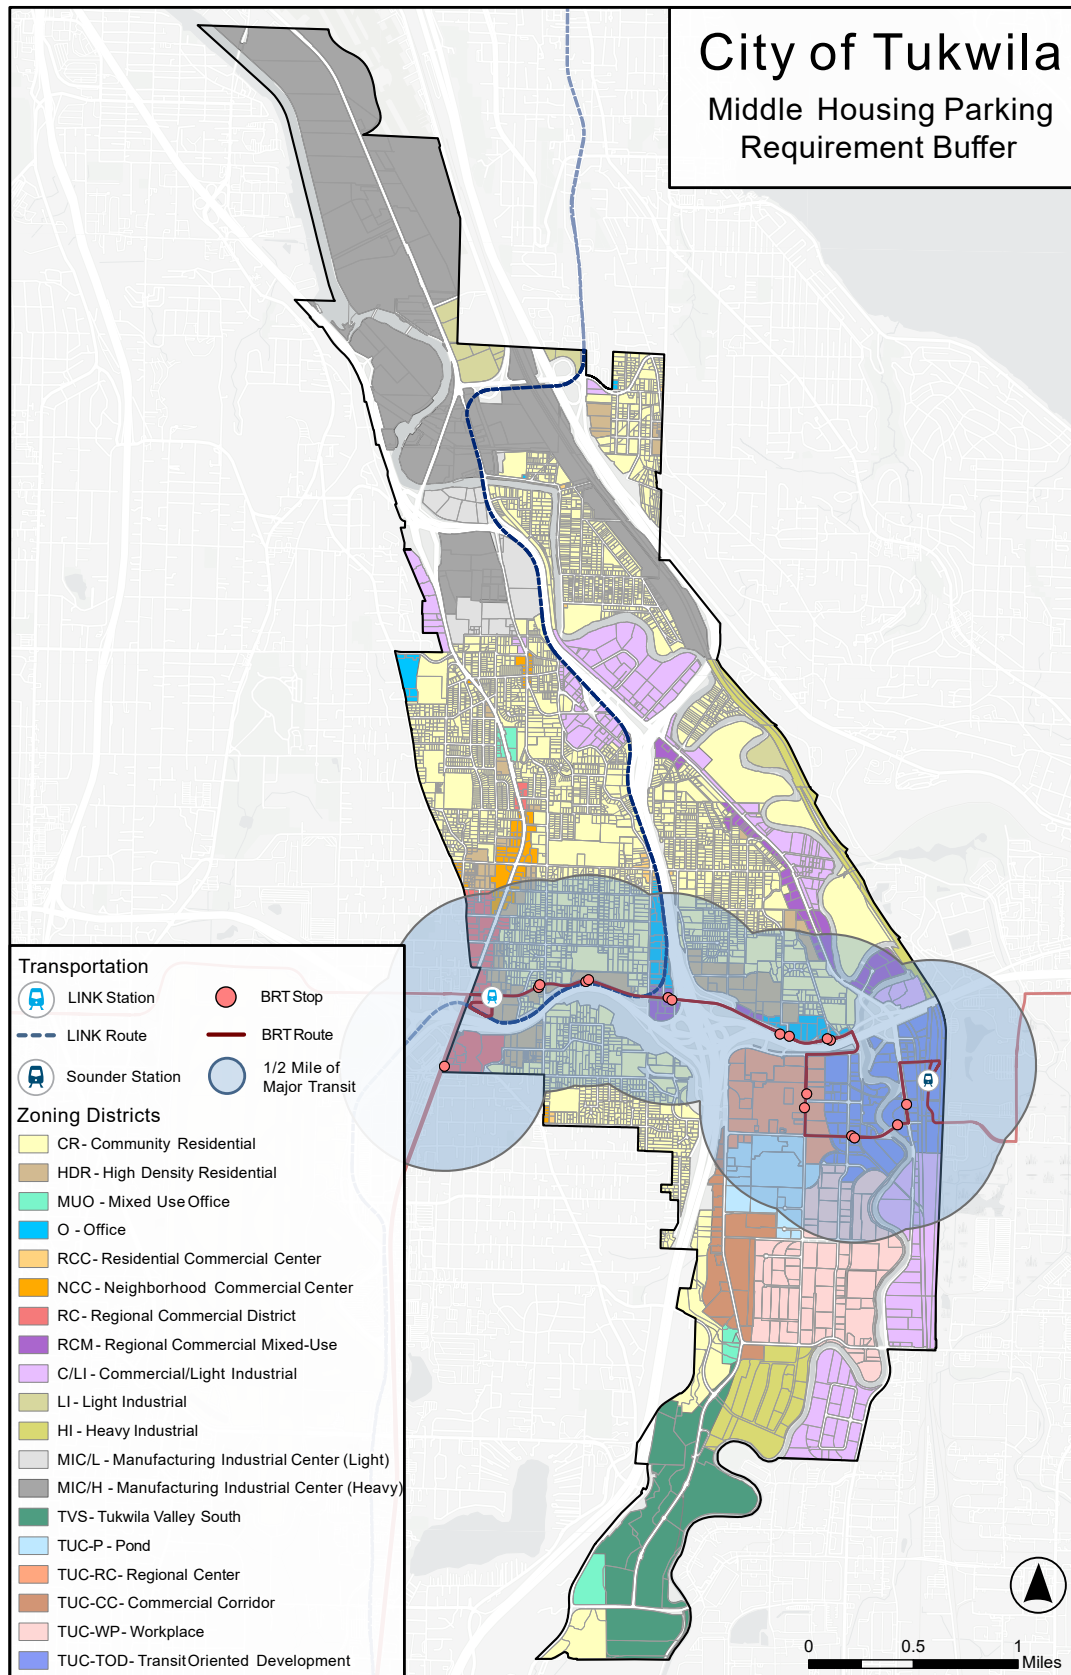 City of Tukwila
Middle Housing Parking
Requirement Buffer
Transportation
LINK Station
BRT Stop
LINK Route
BRT Route
Sounder Station
1/2 Mile of
Major Transit
Zoning Districts
CR - Community Residential
HDR - High Density Residential
MUO - Mixed Use Office
O - Office
RCC - Residential Commercial Center
NCC - Neighborhood Commercial Center
RC - Regional Commercial District
RCM - Regional Commercial Mixed-Use
C/LI - Commercial/Light Industrial
LI - Light Industrial
HI - Heavy Industrial
MIC/L - Manufacturing Industrial Center (Light)
MIC/H - Manufacturing Industrial Center (Heavy)
TVS - Tukwila Valley South
TUC-P - Pond
TUC-RC - Regional Center
TUC-CC - Commercial Corridor
TUC-WP - Workplace
TUC-TOD - Transit Oriented Development
0 0.5 1
Miles